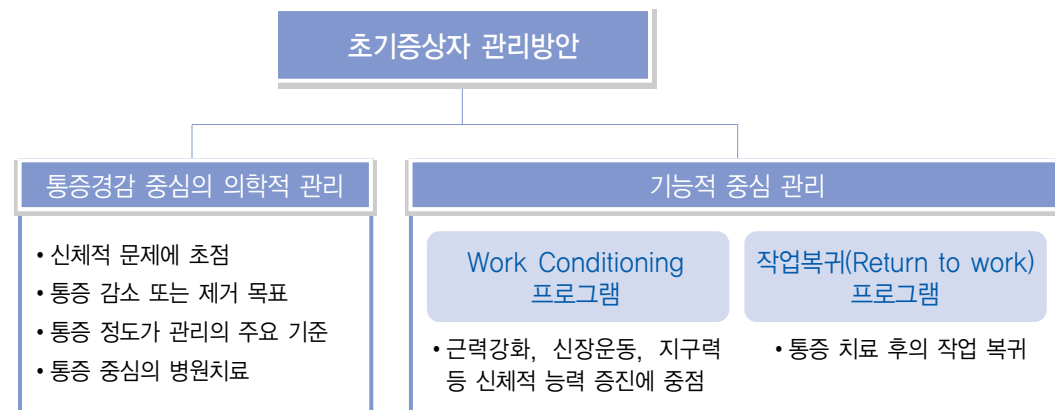 초기증상자 관리방안
통증경감 중심의 의학적 관리
• 신체적 문제에 초점
• 통증 감소 또는 제거 목표
• 통증 정도가 관리의 주요 기준
• 통증 중심의 병원치료
기능적 중심 관리
Work Conditioning
프로그램
• 근력강화, 신장운동, 지구력
등 신체적 능력 증진에 중점
작업복귀(Return to work)
프로그램
• 통증 치료 후의 작업 복귀